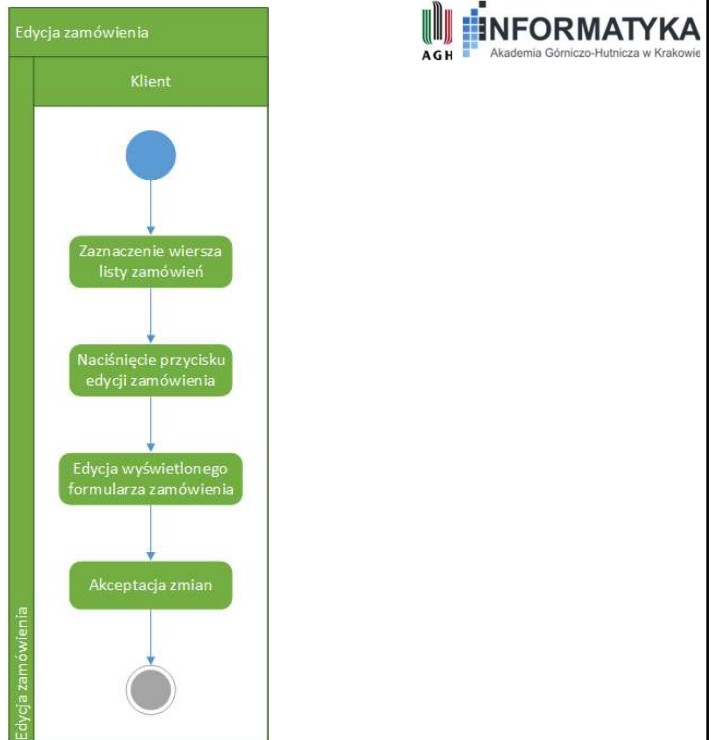 Edycja zamówienia
Klient
Zaznaczenie wiersza
listy zamówień
Naciśnięcie przycisku
edycji zamówienia
Edycja wyświetlonego
formularza zamówienia
Akceptacja zmian
Edycja zamówienia
AGH
INFORMATYKA
Akademia Górniczo-Hutnicza w Krakowie